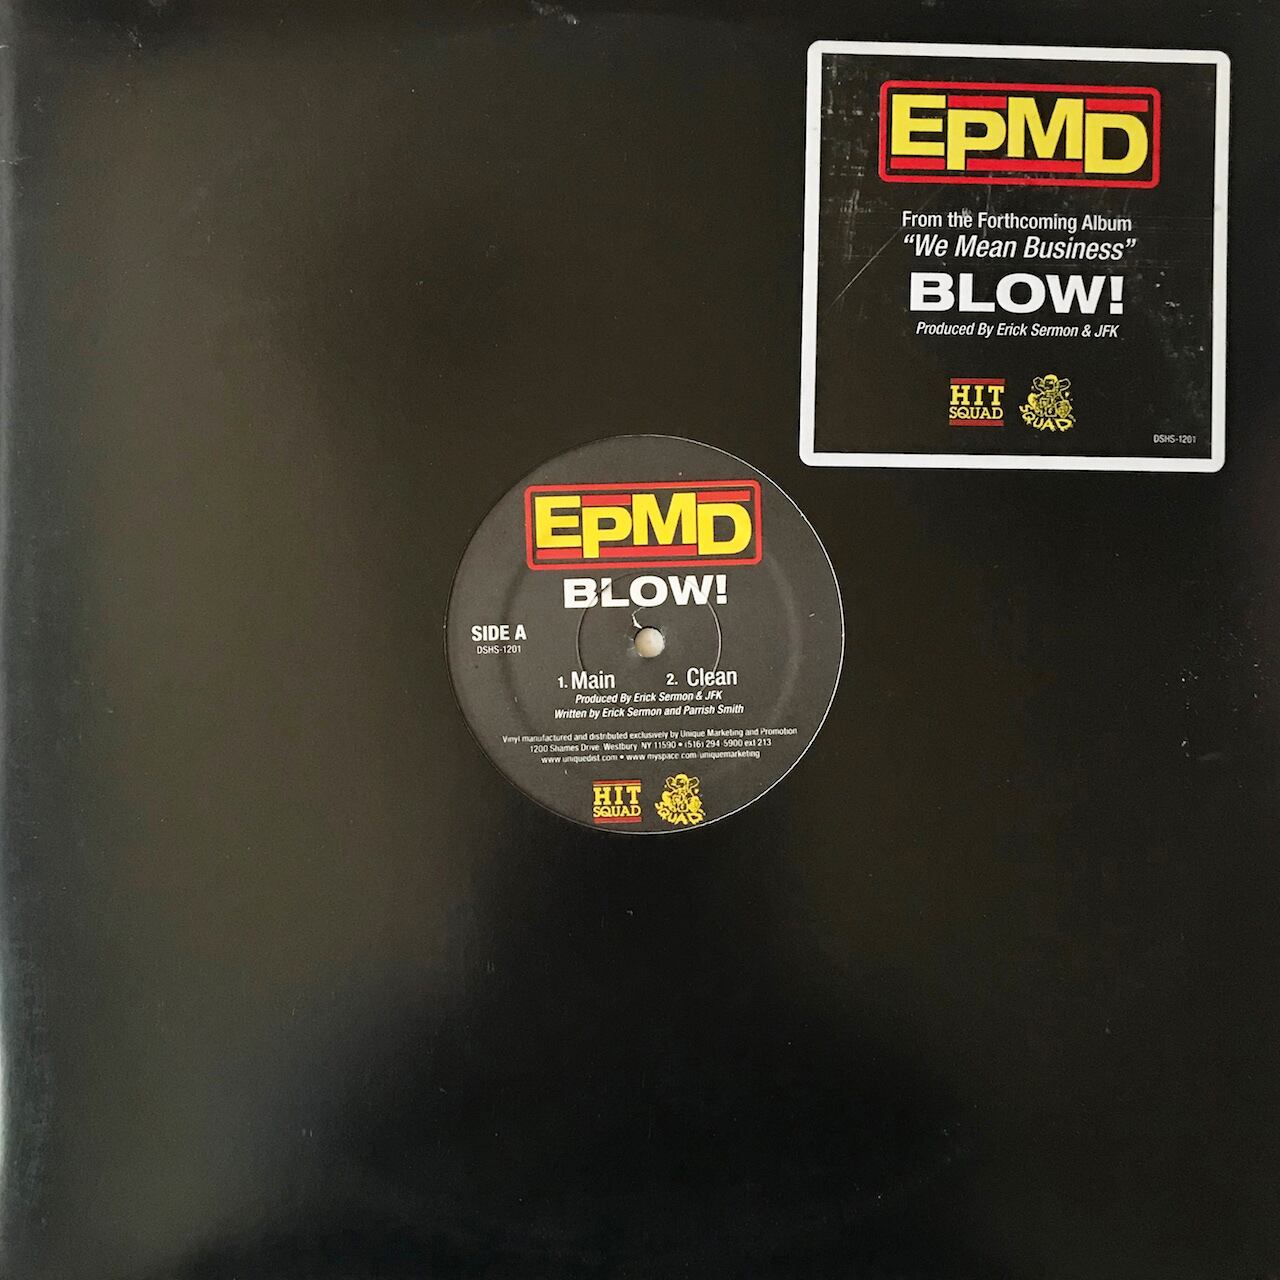 EPMD
From the Forthcoming Album
“We Mean Business”
BLOW!
Produced By Erick Sermon & JFK
HIT
SQUAD
SQUAD
DSHS-1201
EPMD
BLOW!
SIDE A
DSHS-1201
1. Main 2. Clean
Produced By Erick Sermon & JFK
Written by Erick Sermon and Parrish Smith
Vinyl manufactured and distributed exclusively by Unique Marketing and Promotion
1200 Shames Drive. Westbury NY 11590 • (516) 294-5900 ext 213
www.uniquedist.com • www.myspace.com/uniquemarketing
HIT
SQUAD
SQUAD